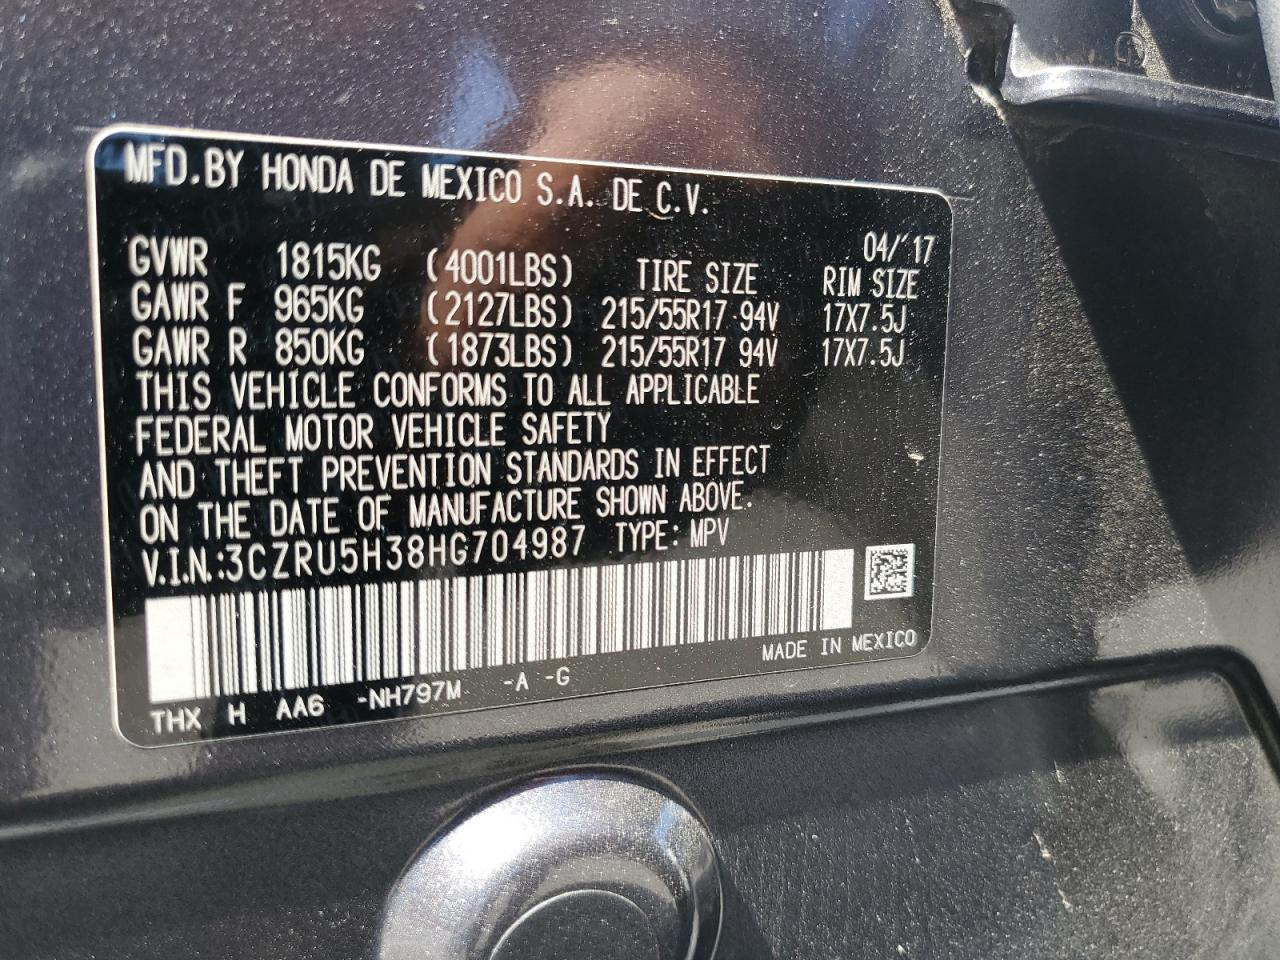 MFD.BY HONDA DE MEXICO S.A. DE C.V.
04/'17
GVWR 1815KG (4001LBS) TIRE SIZE RIM SIZE
GAWR F 965KG (2127LBS) 215/55R17 94V 17X7.5J
GAWR R 850KG (1873LBS) 215/55R17 94V 17X7.5J
THIS VEHICLE CONFORMS TO ALL APPLICABLE
FEDERAL MOTOR VEHICLE SAFETY
AND THEFT PREVENTION STANDARDS IN EFFECT
ON THE DATE OF MANUFACTURE SHOWN ABOVE.
V.I.N.:3CZRU5H38HG704987 TYPE:MPV
MADE IN MEXICO
THX H AA6 -NH797M -A -G